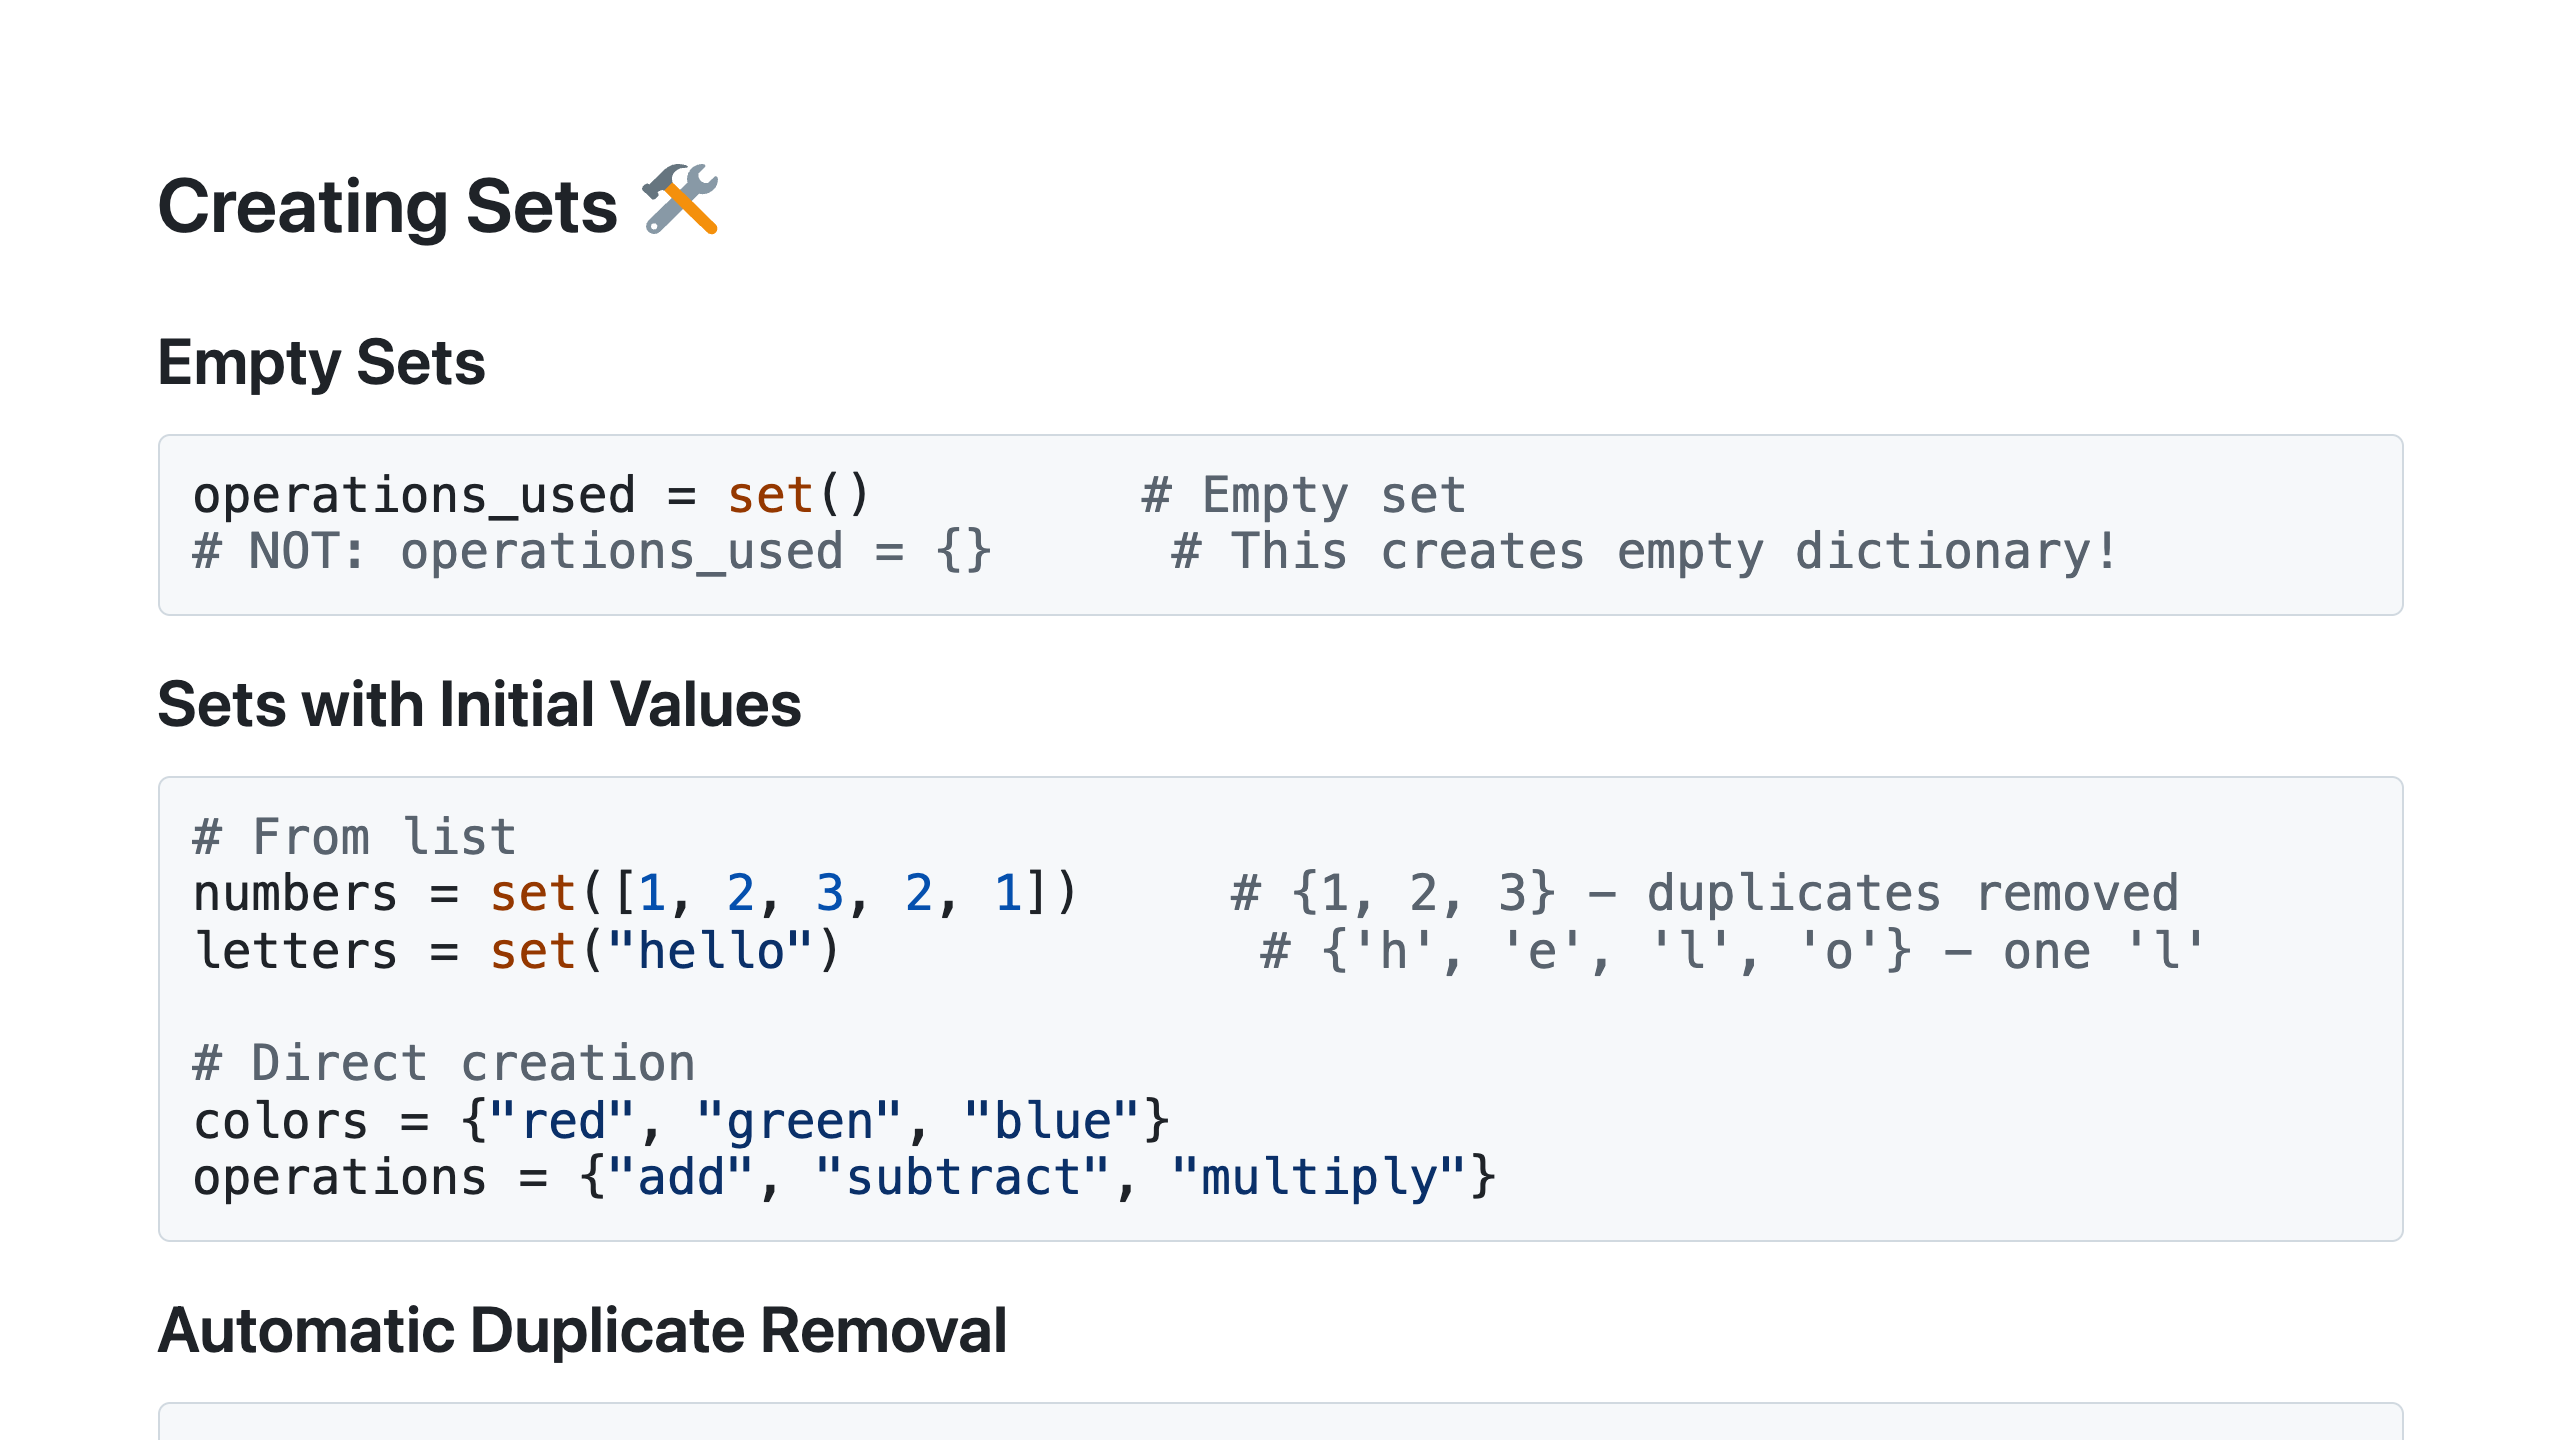 Creating Sets 🛠️
Empty Sets
operations_used = set()         # Empty set
# NOT: operations_used = {}      # This creates empty dictionary!
Sets with Initial Values
# From list
numbers = set([1, 2, 3, 2, 1])     # {1, 2, 3} - duplicates removed
letters = set("hello")              # {'h', 'e', 'l', 'o'} - one 'l'
# Direct creation
colors = {"red", "green", "blue"}
operations = {"add", "subtract", "multiply"}
Automatic Duplicate Removal